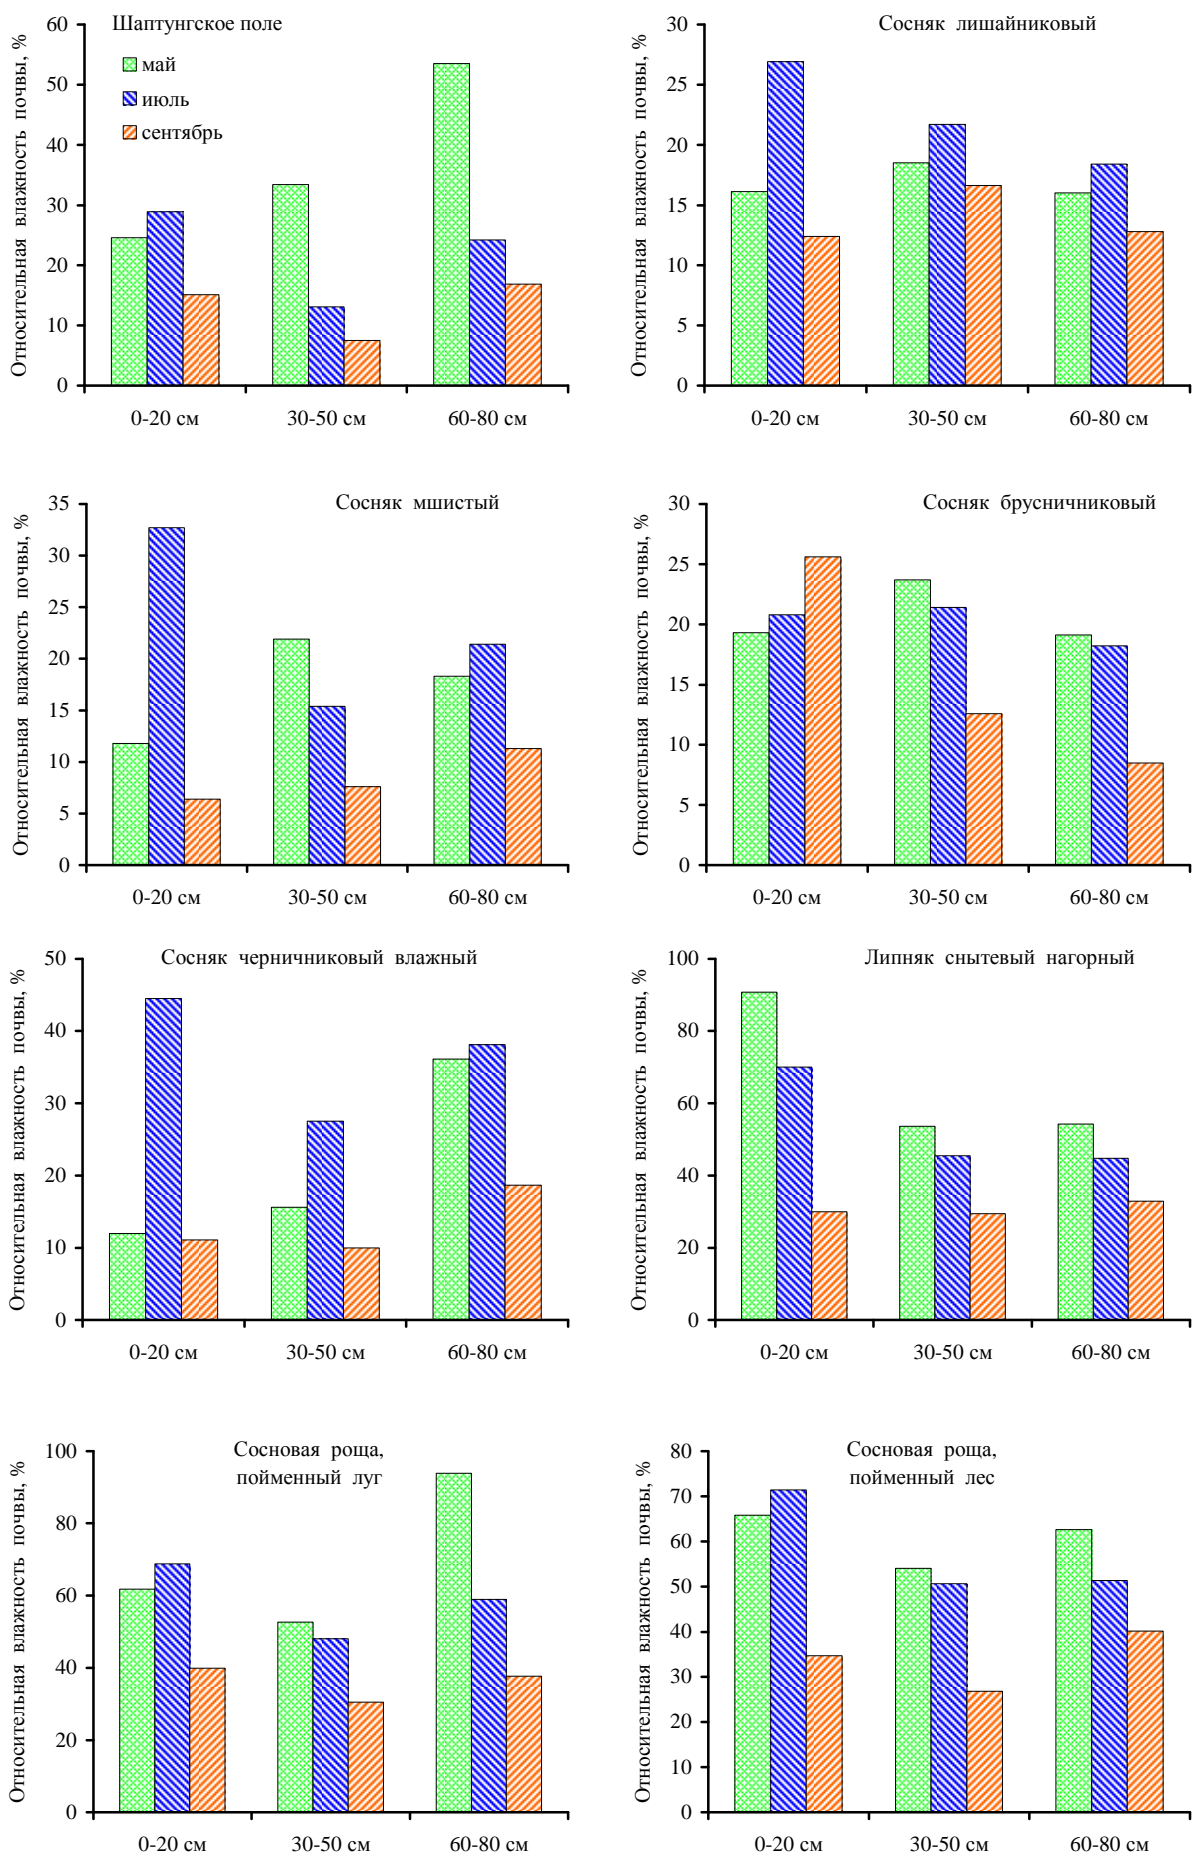 Шаптунгское поле
май
июль
сентябрь
Относительная влажность почвы, %
60
50
40
30
20
10
0
0-20 см
30-50 см
60-80 см
Сосняк лишайниковый
Относительная влажность почвы, %
30
25
20
15
10
5
0
0-20 см
30-50 см
60-80 см
Сосняк мшистый
Относительная влажность почвы, %
35
30
25
20
15
10
5
0
0-20 см
30-50 см
60-80 см
Сосняк брусничниковый
Относительная влажность почвы, %
30
25
20
15
10
5
0
0-20 см
30-50 см
60-80 см
Сосняк черничниковый влажный
Относительная влажность почвы, %
50
40
30
20
10
0
0-20 см
30-50 см
60-80 см
Липняк снытевый нагорный
Относительная влажность почвы, %
100
80
60
40
20
0
0-20 см
30-50 см
60-80 см
Сосновая роща,
пойменный луг
Относительная влажность почвы, %
100
80
60
40
20
0
0-20 см
30-50 см
60-80 см
Сосновая роща,
пойменный лес
Относительная влажность почвы, %
80
70
60
50
40
30
20
10
0
0-20 см
30-50 см
60-80 см